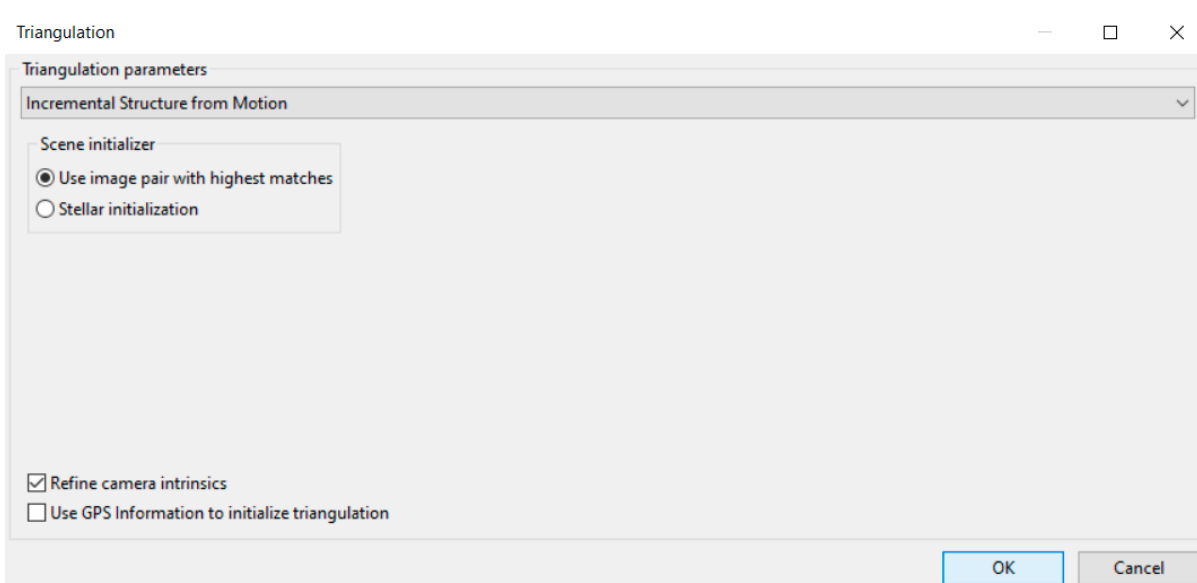 Triangulation
Triangulation parameters
Incremental Structure from Motion
Scene initializer
Use image pair with highest matches
Stellar initialization
Refine camera intrinsics
Use GPS Information to initialize triangulation
OK
Cancel